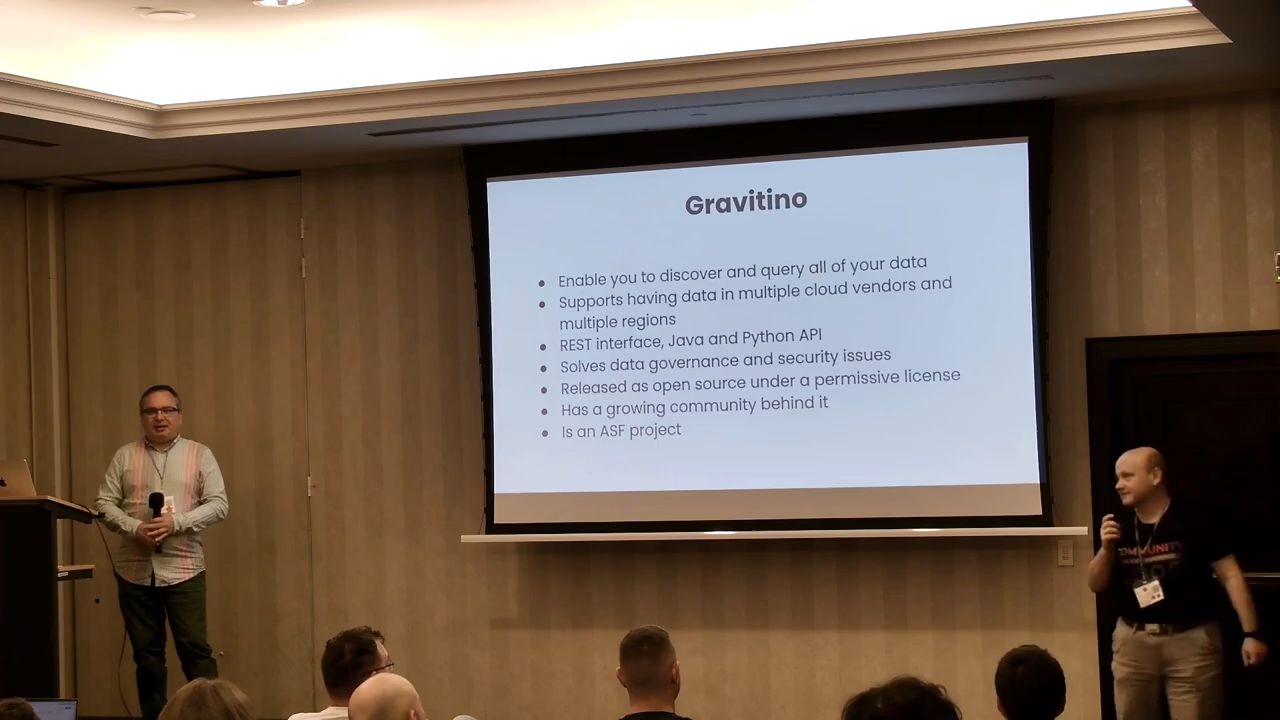 Gravitino
• Enable you to discover and query all of your data
• Supports having data in multiple cloud vendors and
multiple regions
• REST interface, Java and Python API
• Solves data governance and security issues
• Released as open source under a permissive license
• Has a growing community behind it
• Is an ASF project